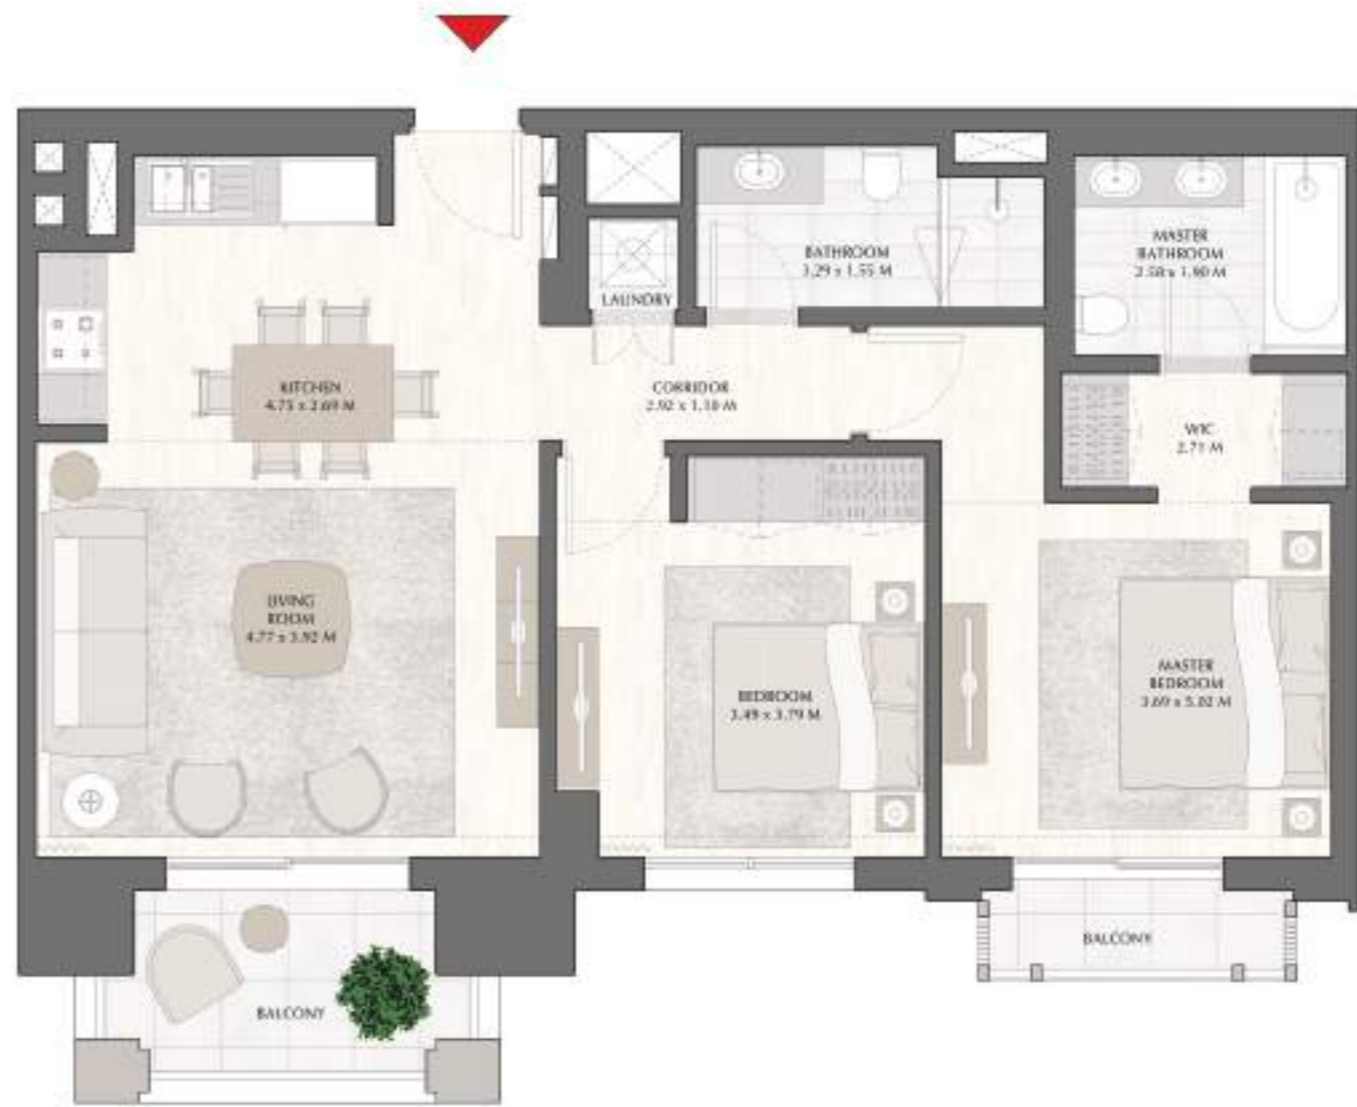 BATHROOM
3.29 x 1.55 M
MASTER
BATHROOM
2.58 x 1.90 M
LAUNDRY
KITCHEN
4.75 x 2.69 M
CORRIDOR
2.92 x 1.10 M
WIC
2.71 M
LIVING
ROOM
4.77 x 3.92 M
BEDROOM
3.49 x 3.79 M
MASTER
BEDROOM
3.69 x 5.02 M
BALCONY
BALCONY